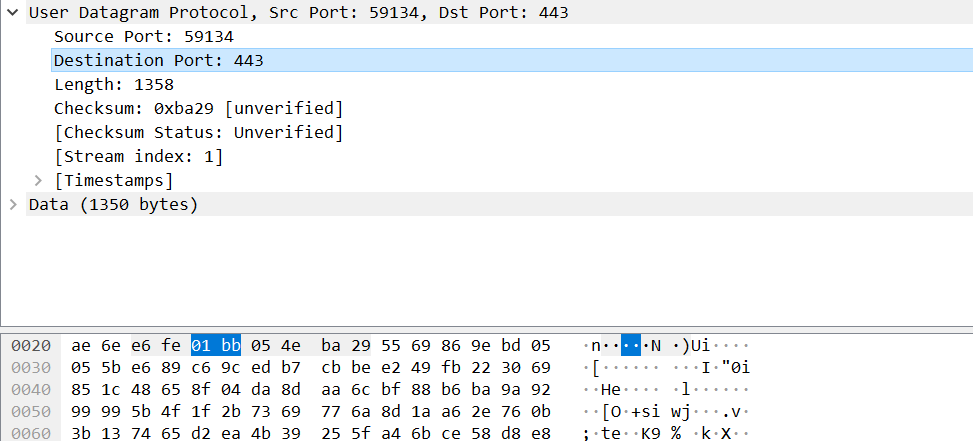 User Datagram Protocol, Src Port: 59134, Dst Port: 443
Source Port: 59134
Destination Port: 443
Length: 1358
Checksum: 0xba29 [unverified]
[Checksum Status: Unverified]
[Stream index: 1]
[Timestamps]
Data (1350 bytes)
0020 ae 6e e6 fe 01 bb 05 4e ba 29 55 69 86 9e bd 05 ·n·····N ·)Ui····
0030 05 5b e6 89 c6 9c ed b7 cb be e2 49 fb 22 30 69 ·[······ ···I·"0i
0040 85 1c 48 65 8f 04 da 8d aa 6c bf 88 b6 ba 9a 92 ··He···· ·l······
0050 99 99 5b 4f 1f 2b 73 69 77 6a 8d 1a a6 2e 76 0b ··[O·+si wj···.v·
0060 3b 13 74 65 d2 ea 4b 39 25 5f a4 6b ce 58 d8 e8 ;·te··K9 %_·k·X··